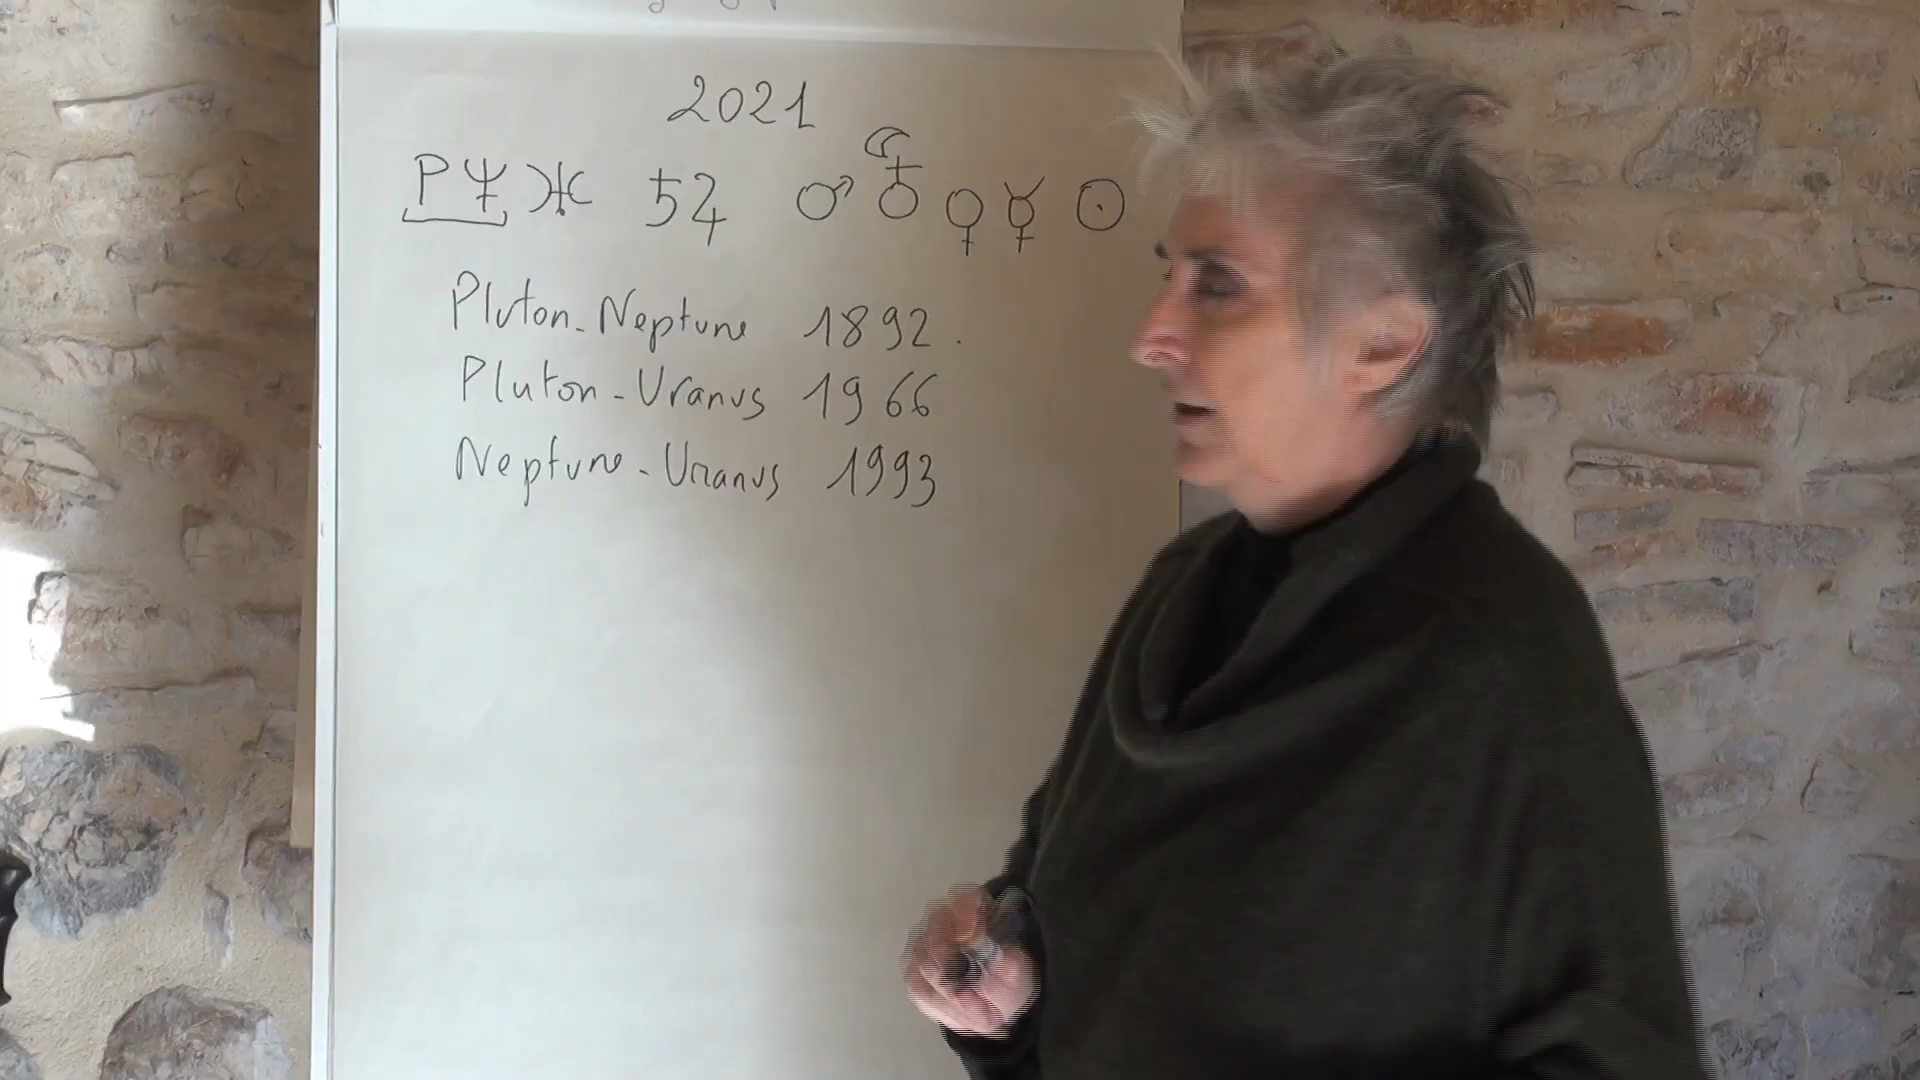 2021
P♆♅ ♄♃ ♂☾♁♀☿☉
Pluton-Neptune 1892.
Pluton-Uranus 1966
Neptune-Uranus 1993